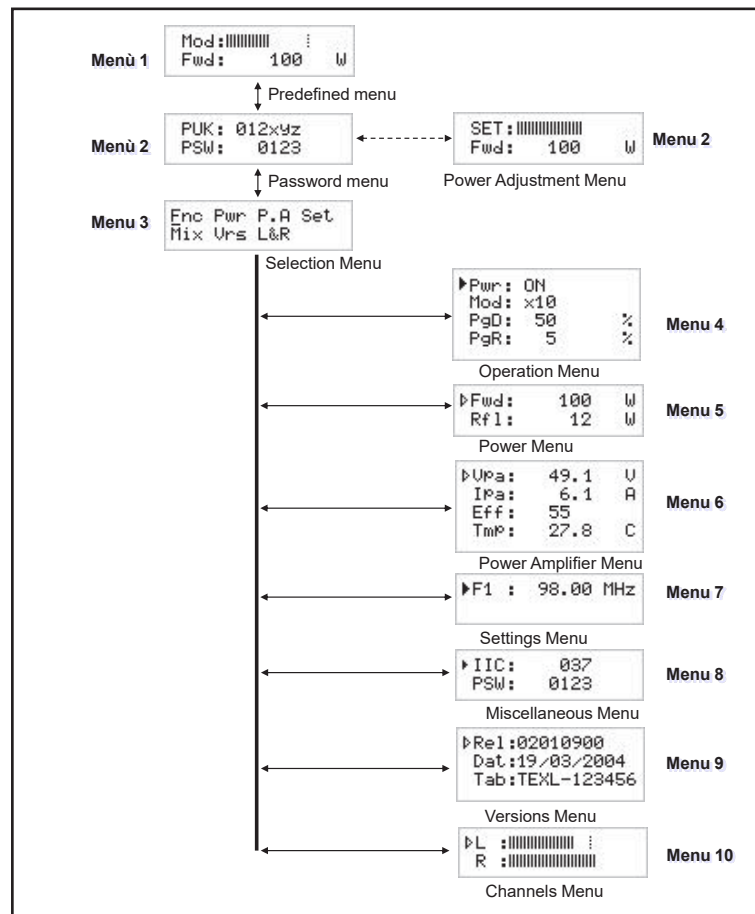 Menù 1
Mod:
Fwd: 100 W
Predefined menu
Menù 2
PUK: 012xyz
PSW: 0123
SET:
Fwd: 100 W
Menu 2
Password menu
Power Adjustment Menu
Menu 3
Fnc Pwr P.A Set
Mix Vrs L&R
Selection Menu
Pwr: ON
Mod: x10
PgD: 50 %
PgR: 5 %
Menu 4
Operation Menu
Fwd: 100 W
Rfl: 12 W
Menu 5
Power Menu
Vpa: 49.1 V
Ipa: 6.1 A
Eff: 55
Tmp: 27.8 C
Menu 6
Power Amplifier Menu
F1 : 98.00 MHz
Menu 7
Settings Menu
IIC: 037
PSW: 0123
Menu 8
Miscellaneous Menu
Rel:02010900
Dat:19/03/2004
Tab:TEXL-123456
Menu 9
Versions Menu
L :
R :
Menu 10
Channels Menu